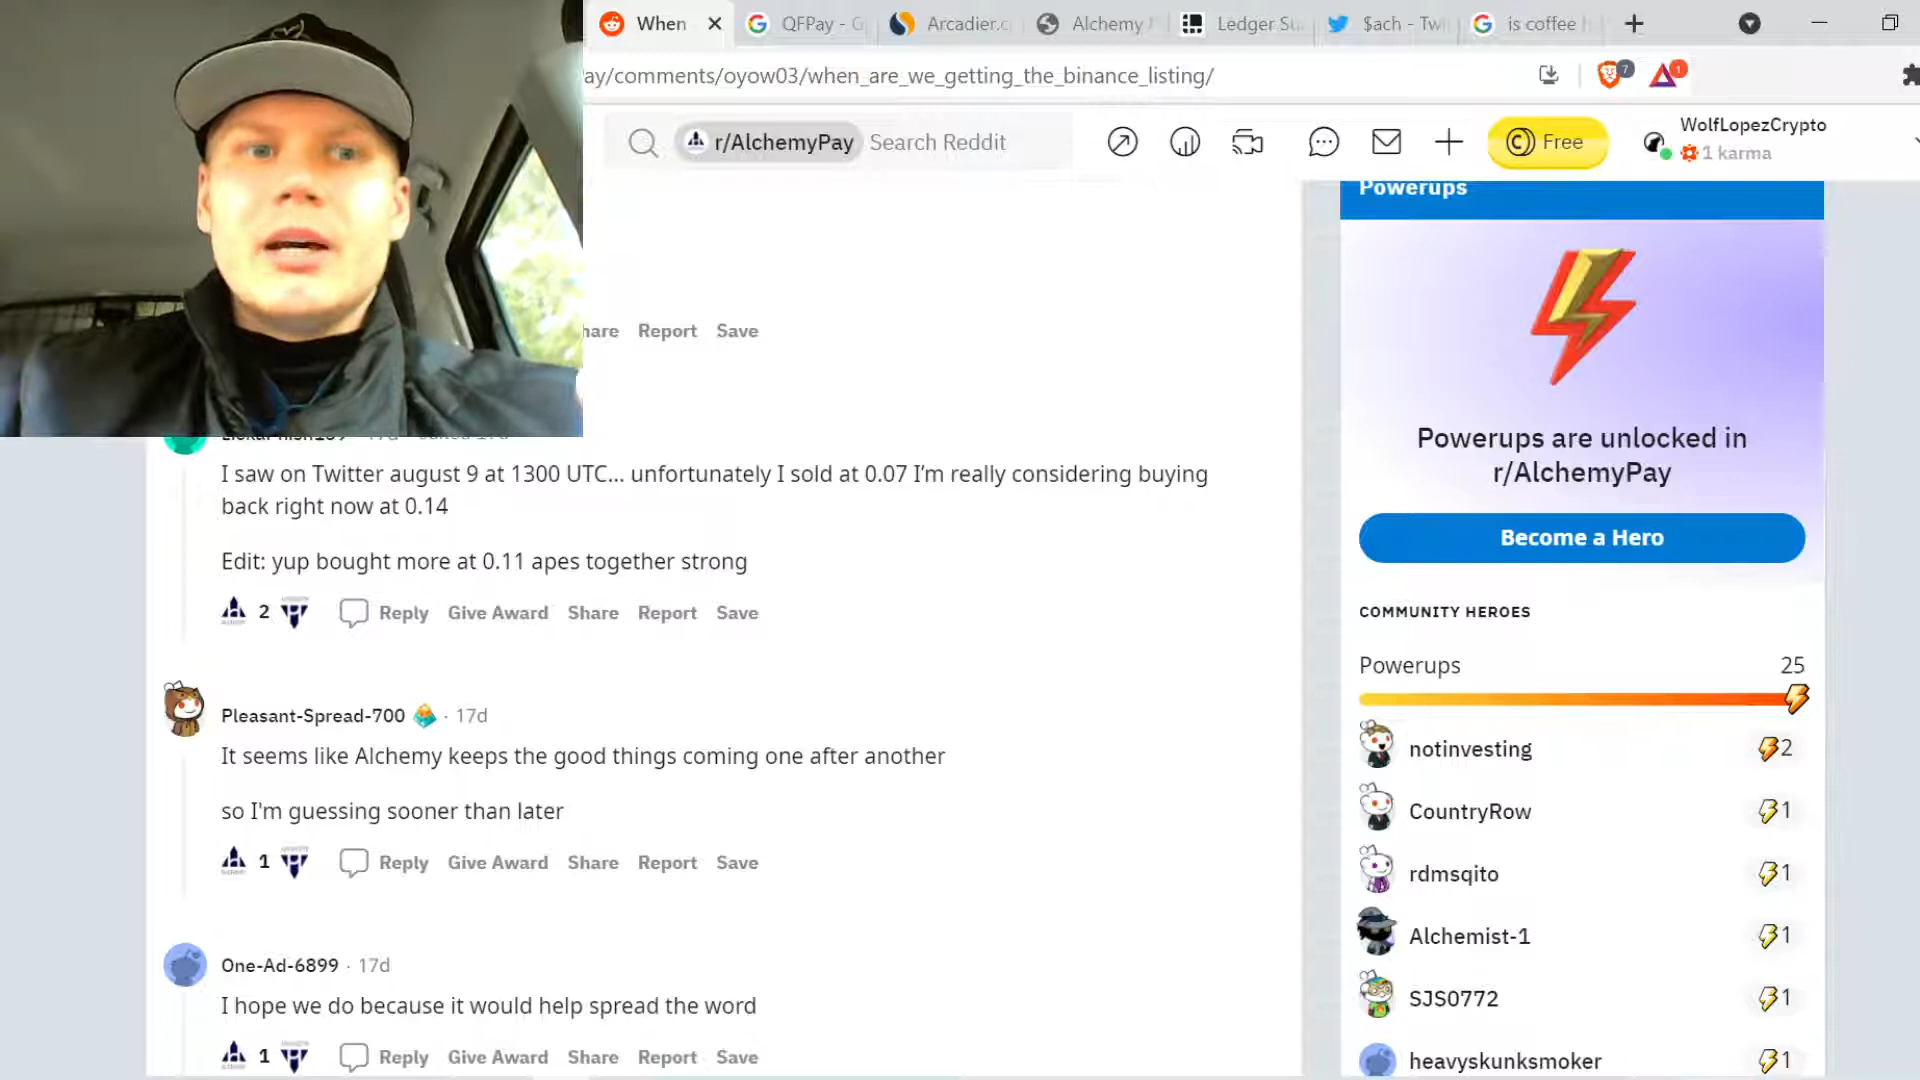 When
QFPay - G
Arcadier.c
Alchemy
Ledger Su
$ach - Twi
is coffee h
ay/comments/oyow03/when_are_we_getting_the_binance_listing/
7
1
r/AlchemyPay
Search Reddit
Free
WolfLopezCrypto
1 karma
Powerups
hare Report Save
I saw on Twitter august 9 at 1300 UTC... unfortunately I sold at 0.07 I'm really considering buying
back right now at 0.14
Edit: yup bought more at 0.11 apes together strong
2 Reply Give Award Share Report Save
Pleasant-Spread-700 · 17d
It seems like Alchemy keeps the good things coming one after another
so I'm guessing sooner than later
1 Reply Give Award Share Report Save
One-Ad-6899 · 17d
I hope we do because it would help spread the word
1 Reply Give Award Share Report Save
Powerups are unlocked in
r/AlchemyPay
Become a Hero
COMMUNITY HEROES
Powerups 25
notinvesting 2
CountryRow 1
rdmsqito 1
Alchemist-1 1
SJS0772 1
heavyskunksmoker 1